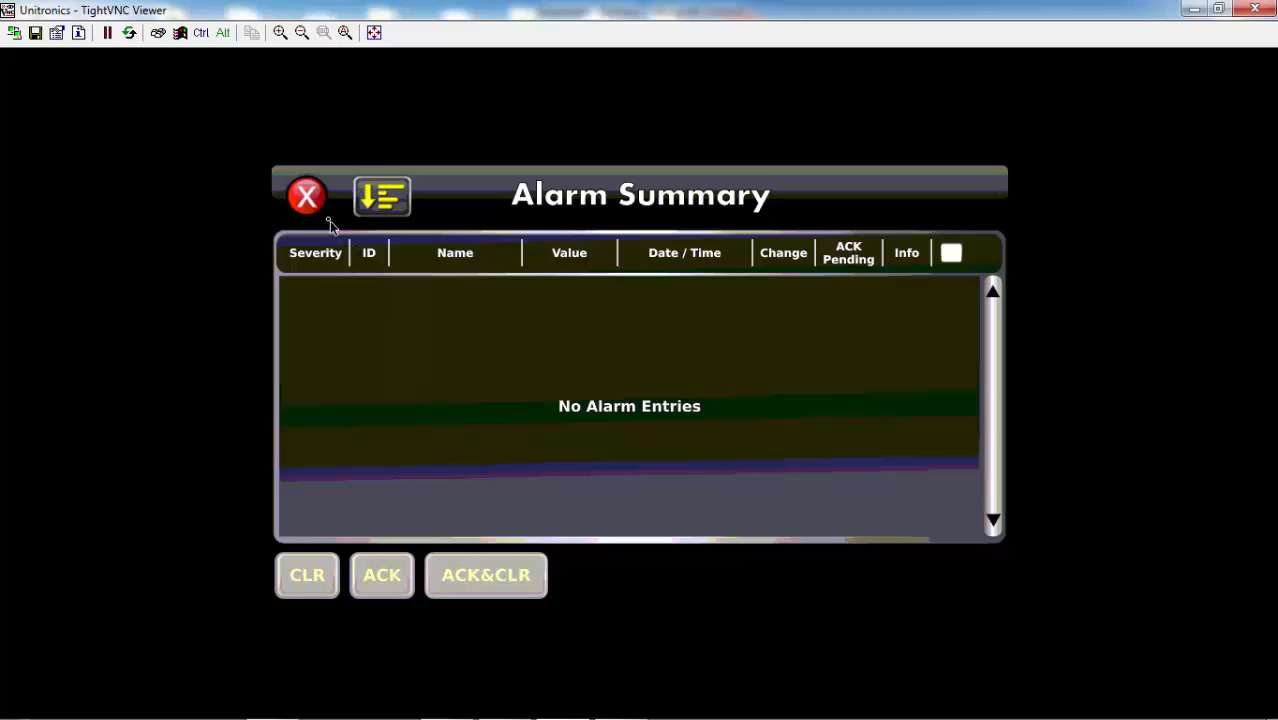 Unitronics - TightVNC Viewer
Ctrl Alt
X
Alarm Summary
Severity ID Name Value Date / Time Change ACK Pending Info
No Alarm Entries
CLR ACK ACK&CLR